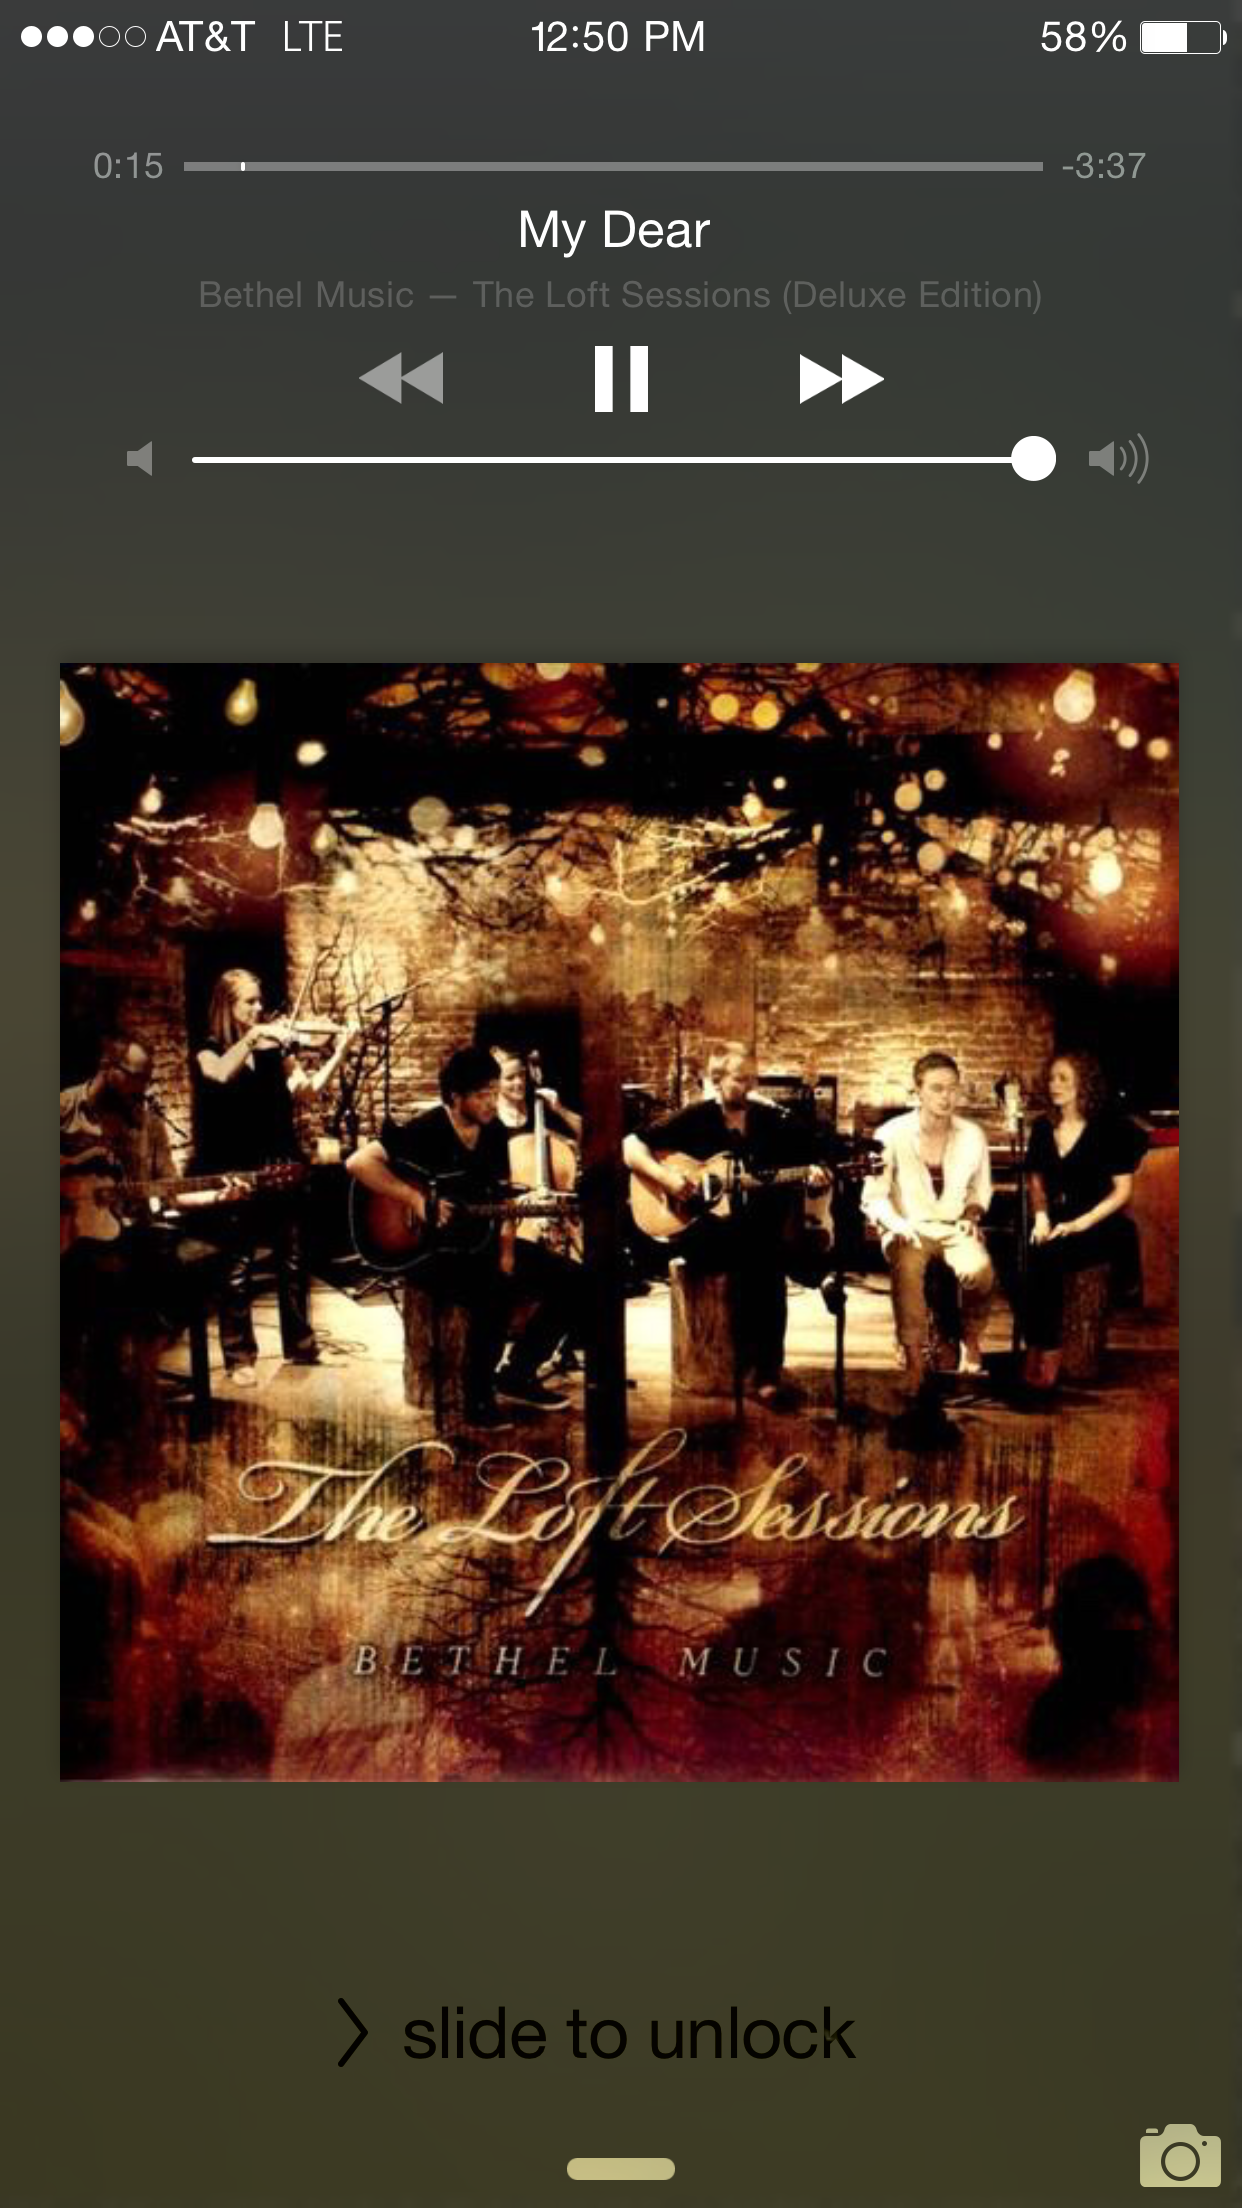 AT&T LTE 12:50 PM 58%
0:15 -3:37
My Dear
Bethel Music — The Loft Sessions (Deluxe Edition)
The Loft Sessions
BETHEL MUSIC
slide to unlock